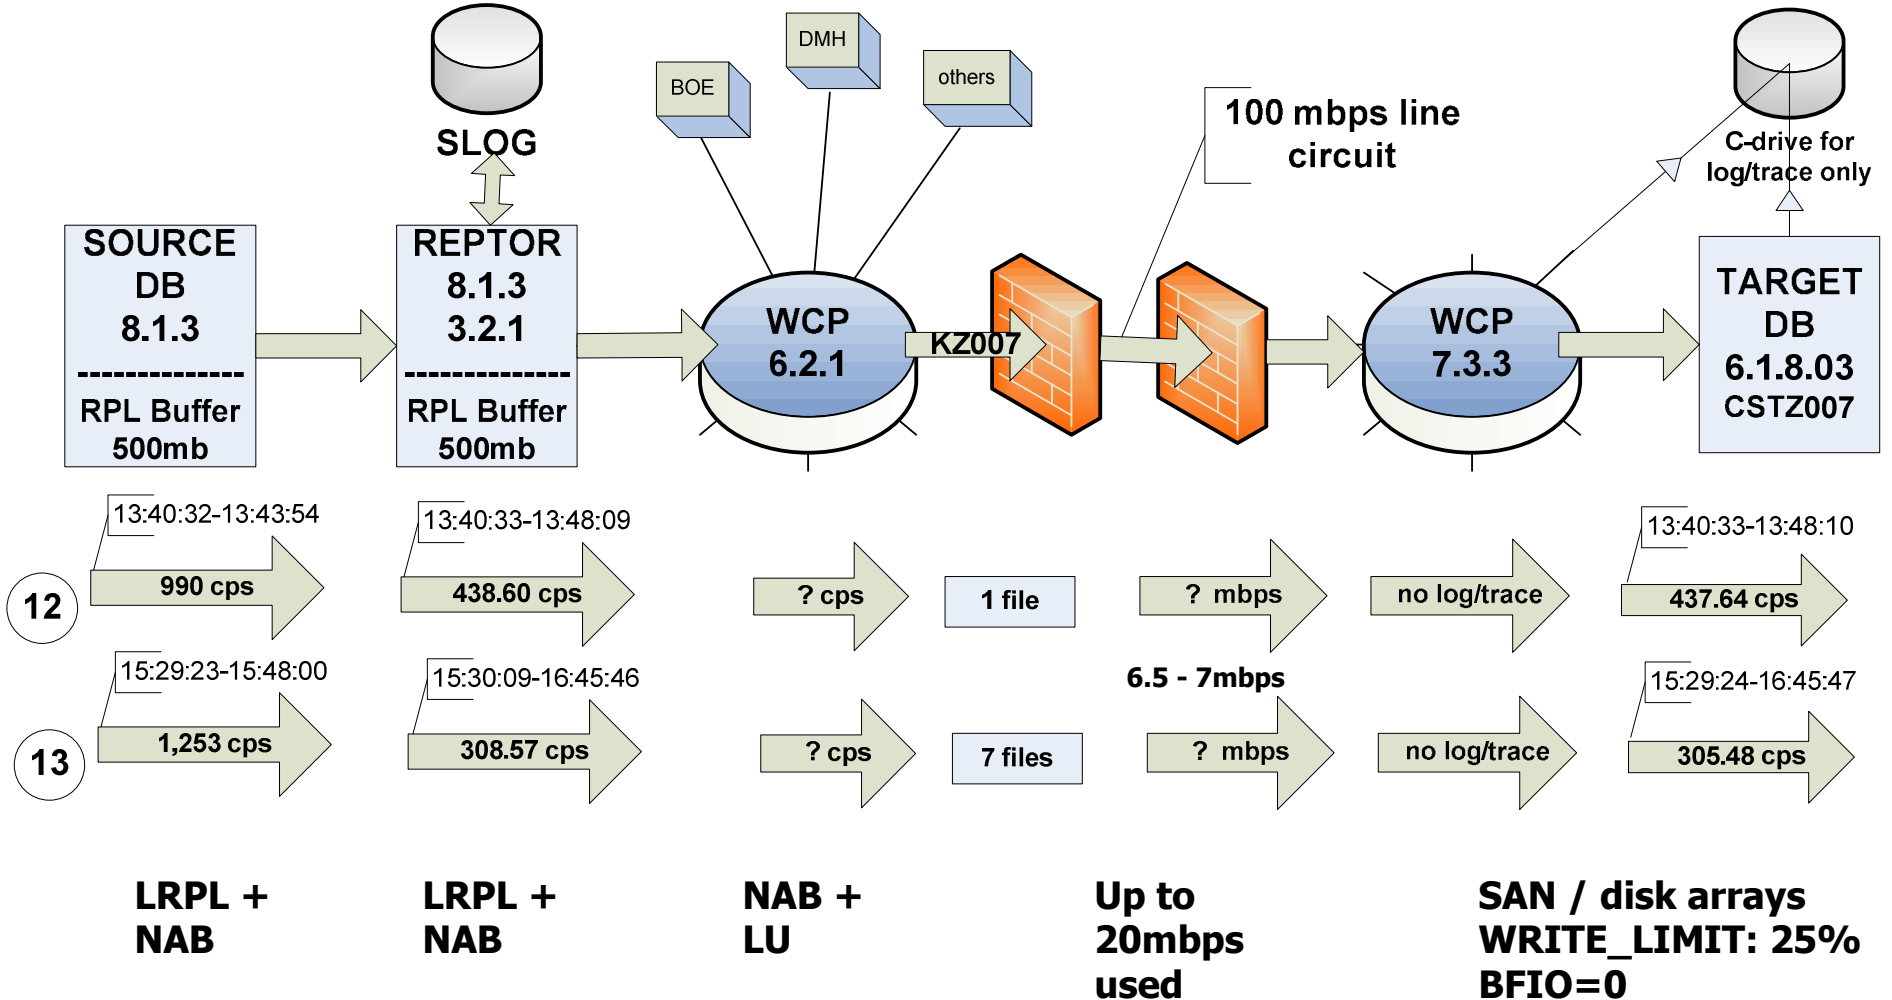 SLOG
BOE
DMH
others
100 mbps line
circuit
C-drive for
log/trace only
SOURCE
DB
8.1.3
--------------
RPL Buffer
500mb
REPTOR
8.1.3
3.2.1
--------------
RPL Buffer
500mb
WCP
6.2.1
KZ007
WCP
7.3.3
TARGET
DB
6.1.8.03
CSTZ007
12
13:40:32-13:43:54
990 cps
13:40:33-13:48:09
438.60 cps
? cps
1 file
? mbps
no log/trace
13:40:33-13:48:10
437.64 cps
6.5 - 7mbps
13
15:29:23-15:48:00
1,253 cps
15:30:09-16:45:46
308.57 cps
? cps
7 files
? mbps
no log/trace
15:29:24-16:45:47
305.48 cps
LRPL +
NAB
LRPL +
NAB
NAB +
LU
Up to
20mbps
used
SAN / disk arrays
WRITE_LIMIT: 25%
BFIO=0